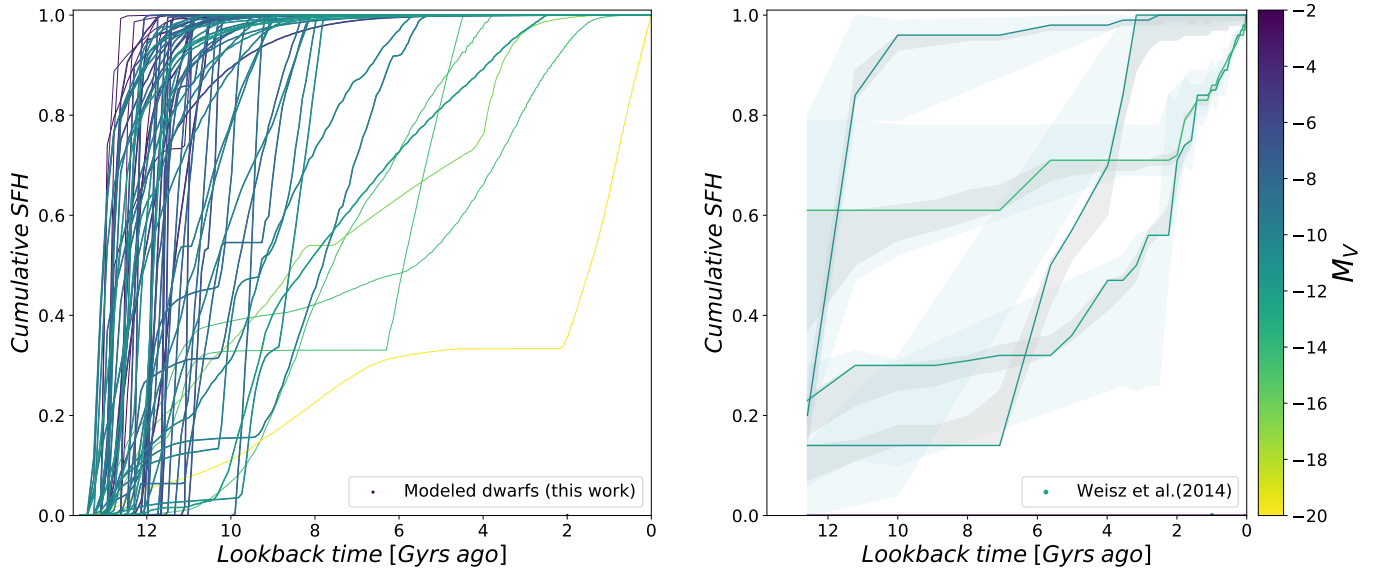 1.0
0.8
0.6
0.4
0.2
0.0
Cumulative SFH
12 10 8 6 4 2 0
Lookback time [Gyrs ago]
Modeled dwarfs (this work)
1.0
0.8
0.6
0.4
0.2
0.0
Cumulative SFH
12 10 8 6 4 2 0
Lookback time [Gyrs ago]
Weisz et al.(2014)
−2
−4
−6
−8
−10
−12
−14
−16
−18
−20
M_V